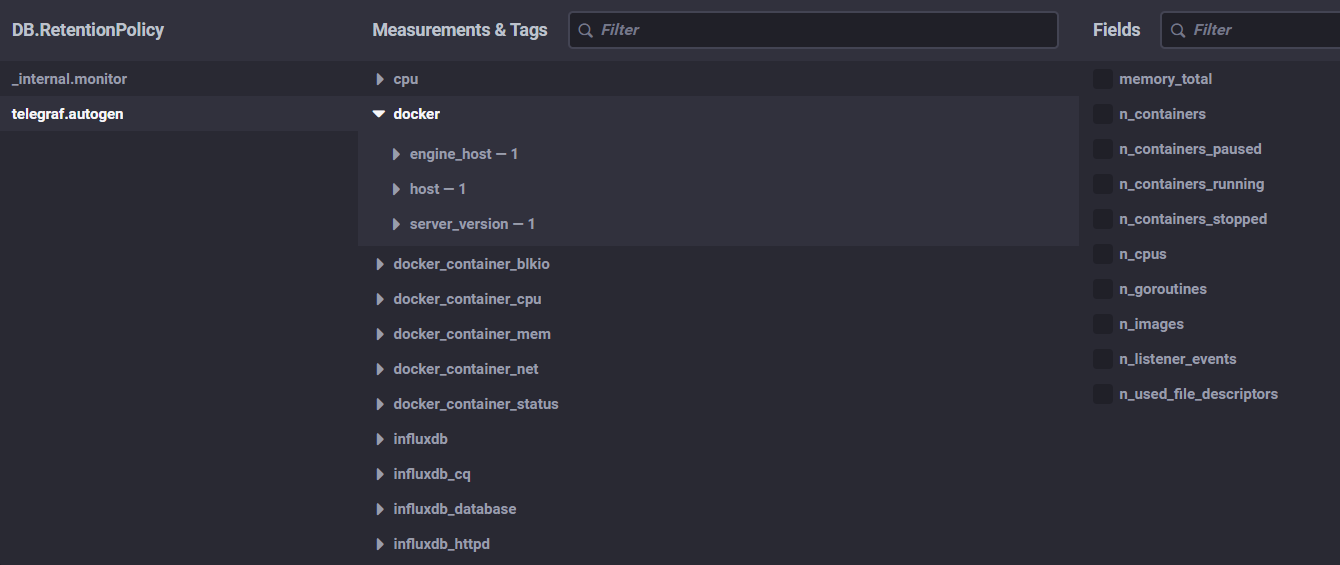 DB.RetentionPolicy
_internal.monitor
telegraf.autogen
Measurements & Tags
Filter
cpu
docker
engine_host — 1
host — 1
server_version — 1
docker_container_blkio
docker_container_cpu
docker_container_mem
docker_container_net
docker_container_status
influxdb
influxdb_cq
influxdb_database
influxdb_httpd
Fields
Filter
memory_total
n_containers
n_containers_paused
n_containers_running
n_containers_stopped
n_cpus
n_goroutines
n_images
n_listener_events
n_used_file_descriptors